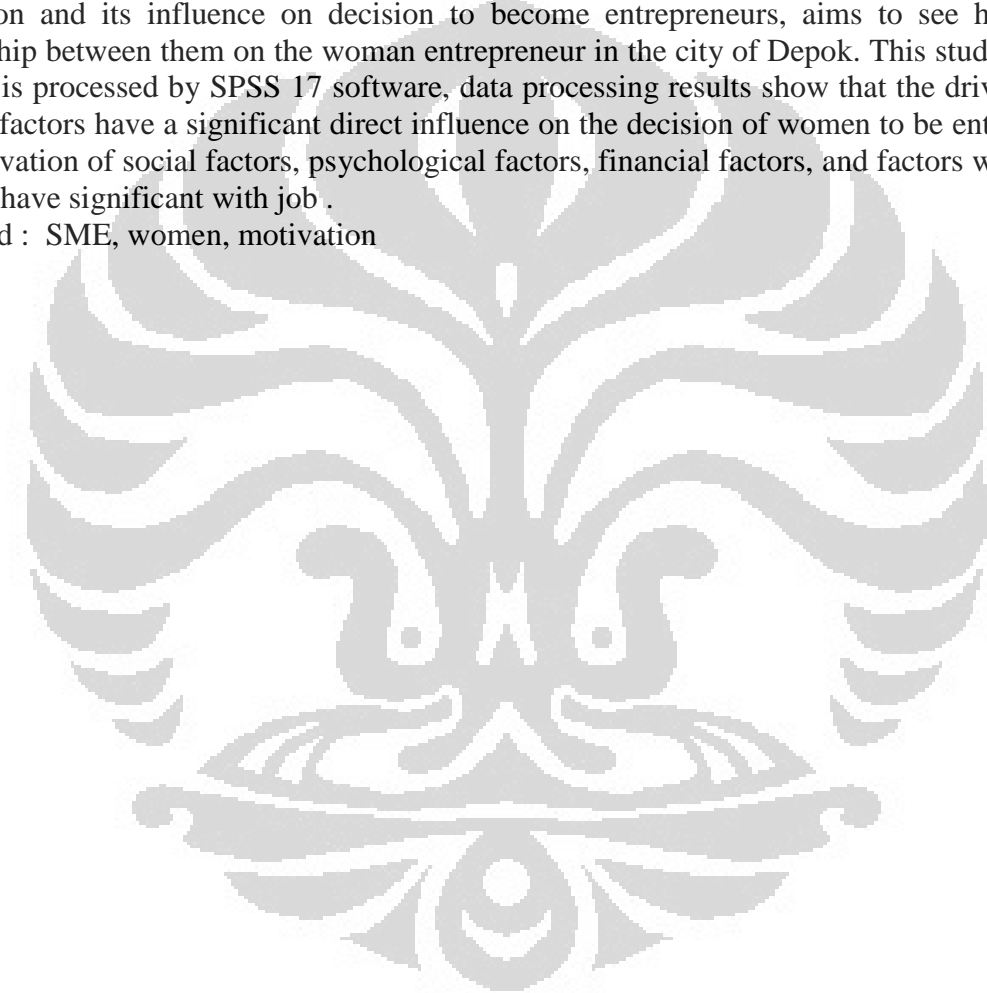 on and its influence on decision to become entrepreneurs, aims to see h
hip between them on the woman entrepreneur in the city of Depok. This stud
is processed by SPSS 17 software, data processing results show that the driv
factors have a significant direct influence on the decision of women to be ent
vation of social factors, psychological factors, financial factors, and factors w
have significant with job .
d : SME, women, motivation